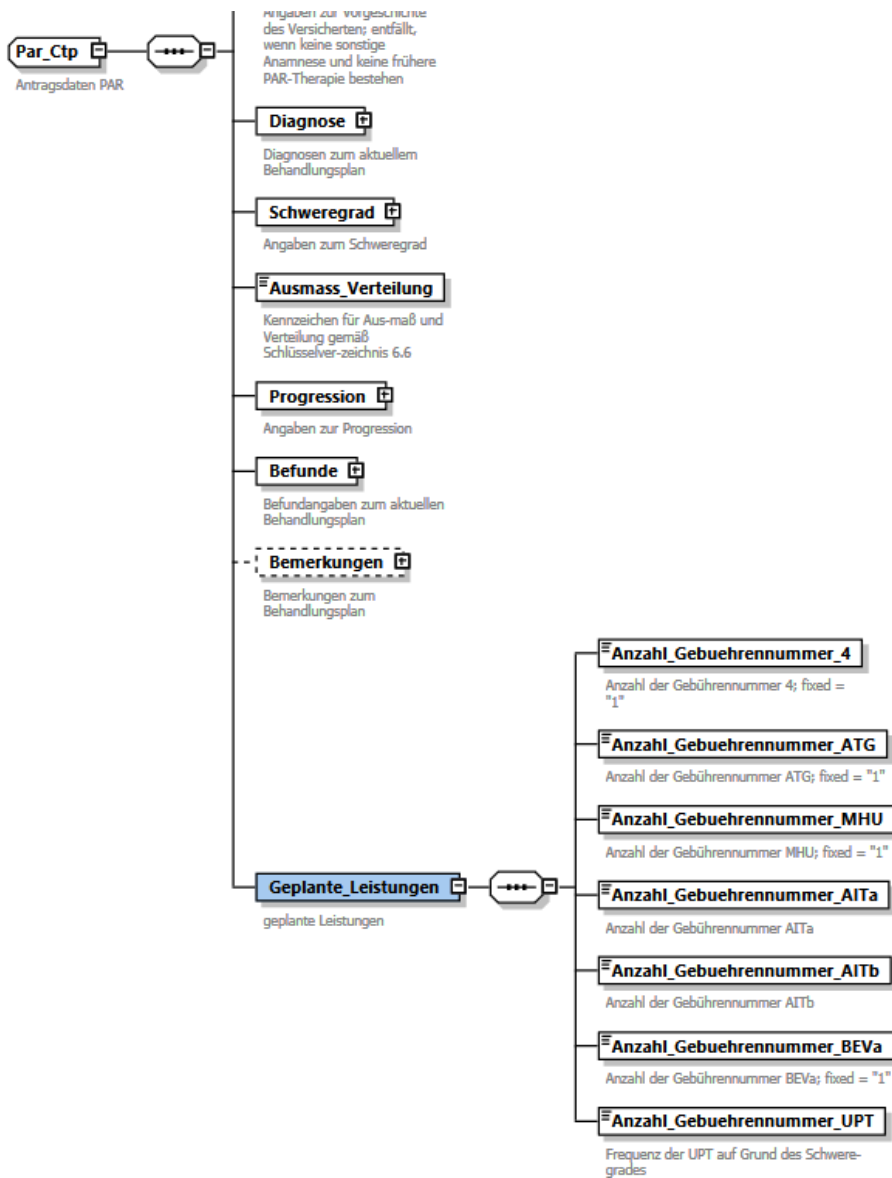 Angaben zur Vorgeschichte
des Versicherten; entfällt,
wenn keine sonstige
Anamnese und keine frühere
PAR-Therapie bestehen
Par_Ctp
Antragsdaten PAR
Diagnose
Diagnosen zum aktuellem
Behandlungsplan
Schweregrad
Angaben zum Schweregrad
Ausmass_Verteilung
Kennzeichen für Aus-maß und
Verteilung gemäß
Schlüsselver-zeichnis 6.6
Progression
Angaben zur Progression
Befunde
Befundangaben zum aktuellen
Behandlungsplan
Bemerkungen
Bemerkungen zum
Behandlungsplan
Geplante_Leistungen
geplante Leistungen
Anzahl_Gebuehrennummer_4
Anzahl der Gebührennummer 4; fixed =
"1"
Anzahl_Gebuehrennummer_ATG
Anzahl der Gebührennummer ATG; fixed = "1"
Anzahl_Gebuehrennummer_MHU
Anzahl der Gebührennummer MHU; fixed = "1"
Anzahl_Gebuehrennummer_AITa
Anzahl der Gebührennummer AITa
Anzahl_Gebuehrennummer_AITb
Anzahl der Gebührennummer AITb
Anzahl_Gebuehrennummer_BEVa
Anzahl der Gebührennummer BEVa; fixed = "1"
Anzahl_Gebuehrennummer_UPT
Frequenz der UPT auf Grund des Schwere-
grades